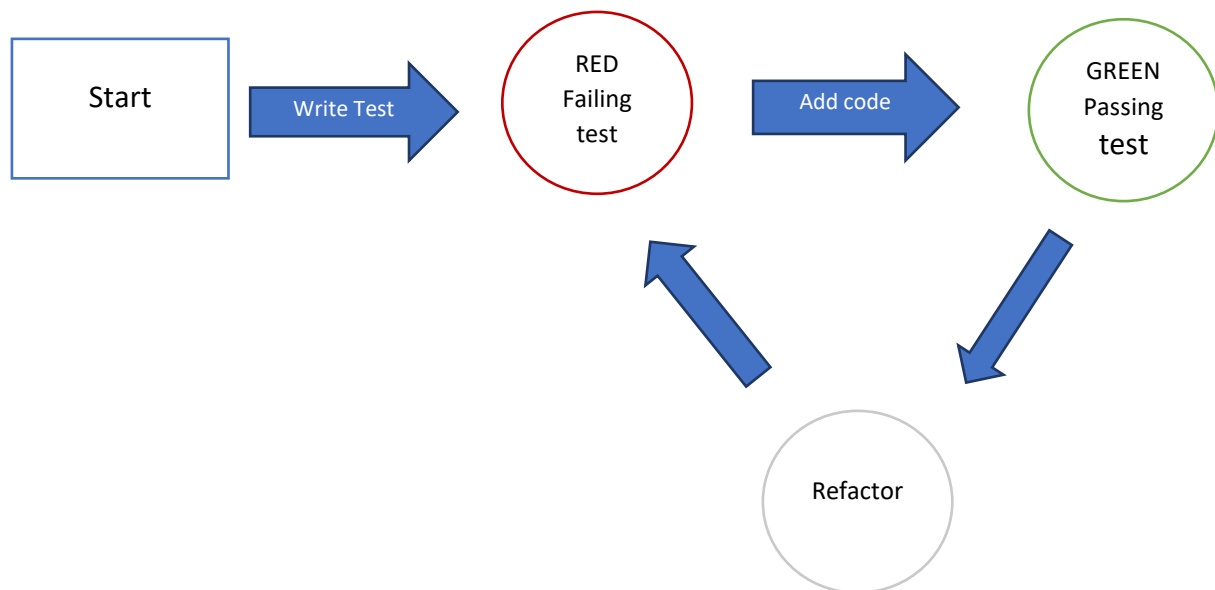 Start
Write Test
RED
Failing
test
Add code
GREEN
Passing
test
Refactor